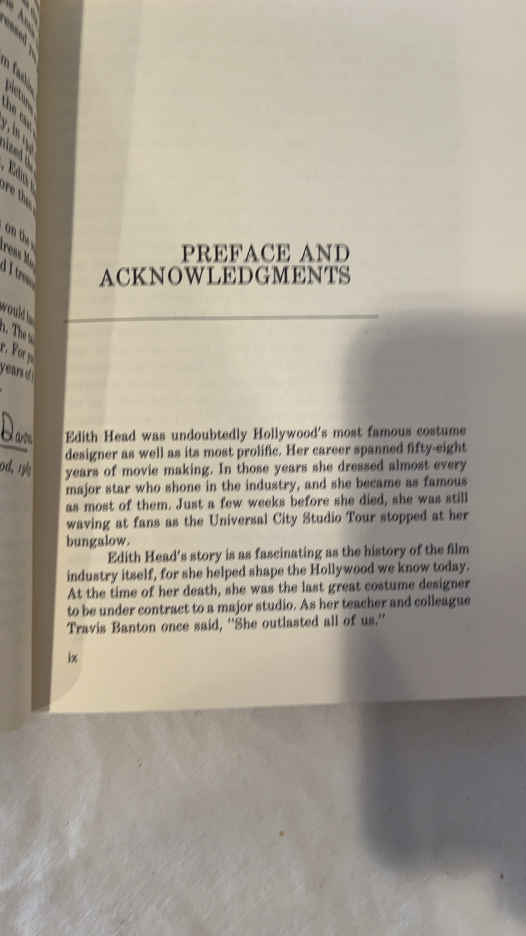 PREFACE AND
ACKNOWLEDGMENTS
Edith Head was undoubtedly Hollywood's most famous costume
designer as well as its most prolific. Her career spanned fifty-eight
years of movie making. In those years she dressed almost every
major star who shone in the industry, and she became as famous
as most of them. Just a few weeks before she died, she was still
waving at fans as the Universal City Studio Tour stopped at her
bungalow.
Edith Head's story is as fascinating as the history of the film
industry itself, for she helped shape the Hollywood we know today.
At the time of her death, she was the last great costume designer
to be under contract to a major studio. As her teacher and colleague
Travis Banton once said, "She outlasted all of us."
ix